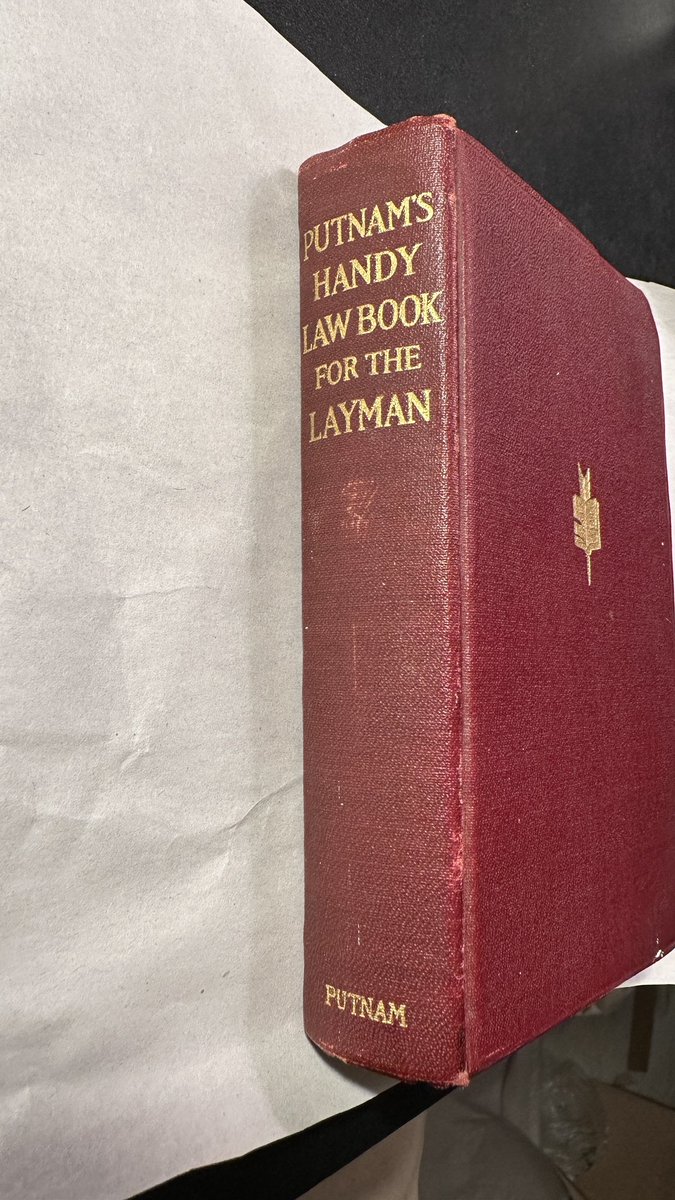 PUTNAM'S
HANDY
LAW BOOK
FOR THE
LAYMAN
PUTNAM